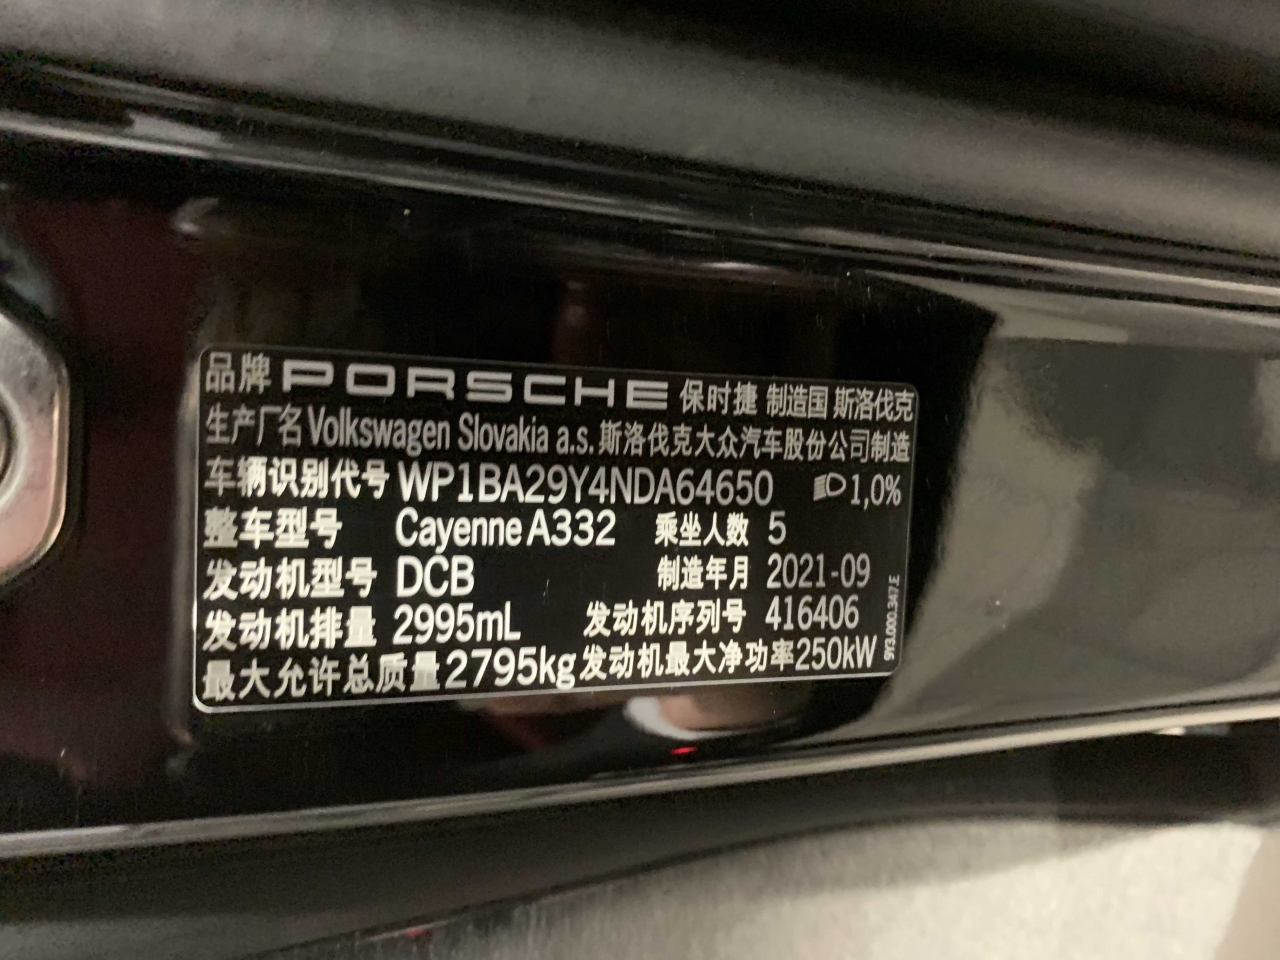 品牌 PORSCHE 保时捷 制造国 斯洛伐克
生产厂名 Volkswagen Slovakia a.s. 斯洛伐克大众汽车股份公司制造
车辆识别代号 WP1BA29Y4NDA64650 1,0%
整车型号 Cayenne A332 乘坐人数 5
发动机型号 DCB 制造年月 2021-09
发动机排量 2995mL 发动机序列号 416406
最大允许总质量 2795kg 发动机最大净功率 250kW
9Y3.000.347.E